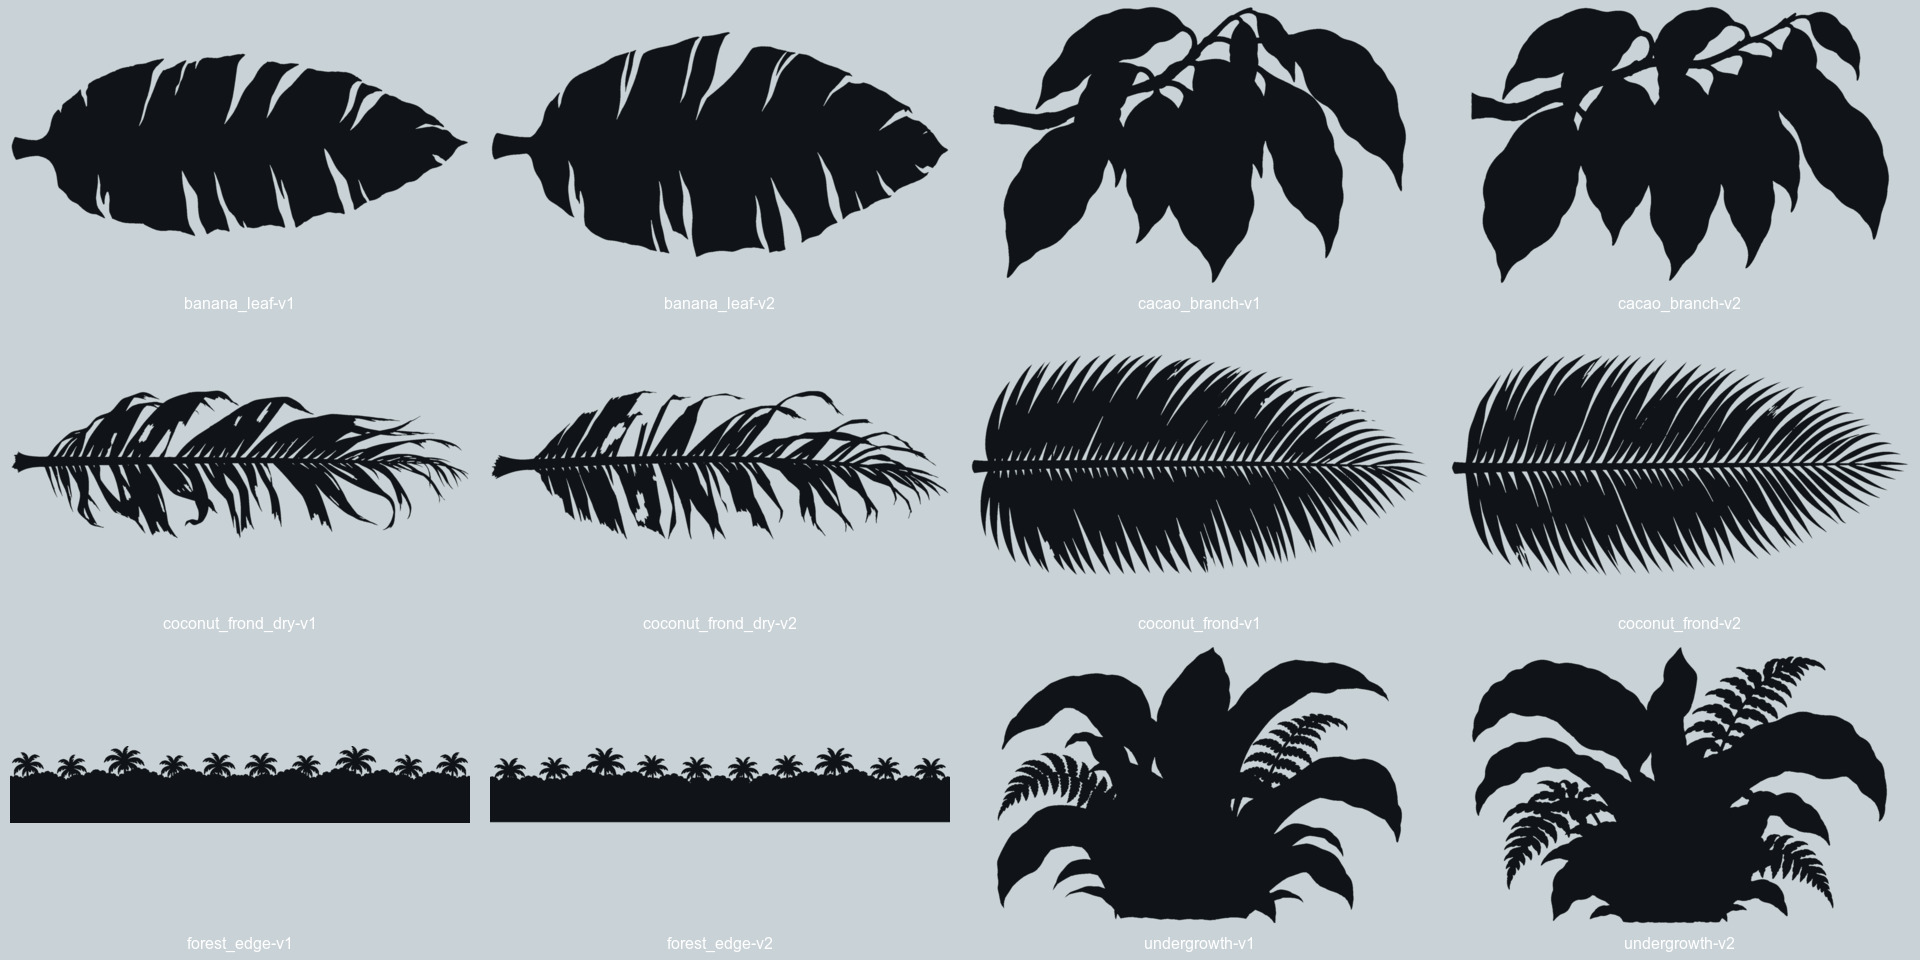 banana_leaf-v1
banana_leaf-v2
cacao_branch-v1
cacao_branch-v2
coconut_frond_dry-v1
coconut_frond_dry-v2
coconut_frond-v1
coconut_frond-v2
forest_edge-v1
forest_edge-v2
undergrowth-v1
undergrowth-v2